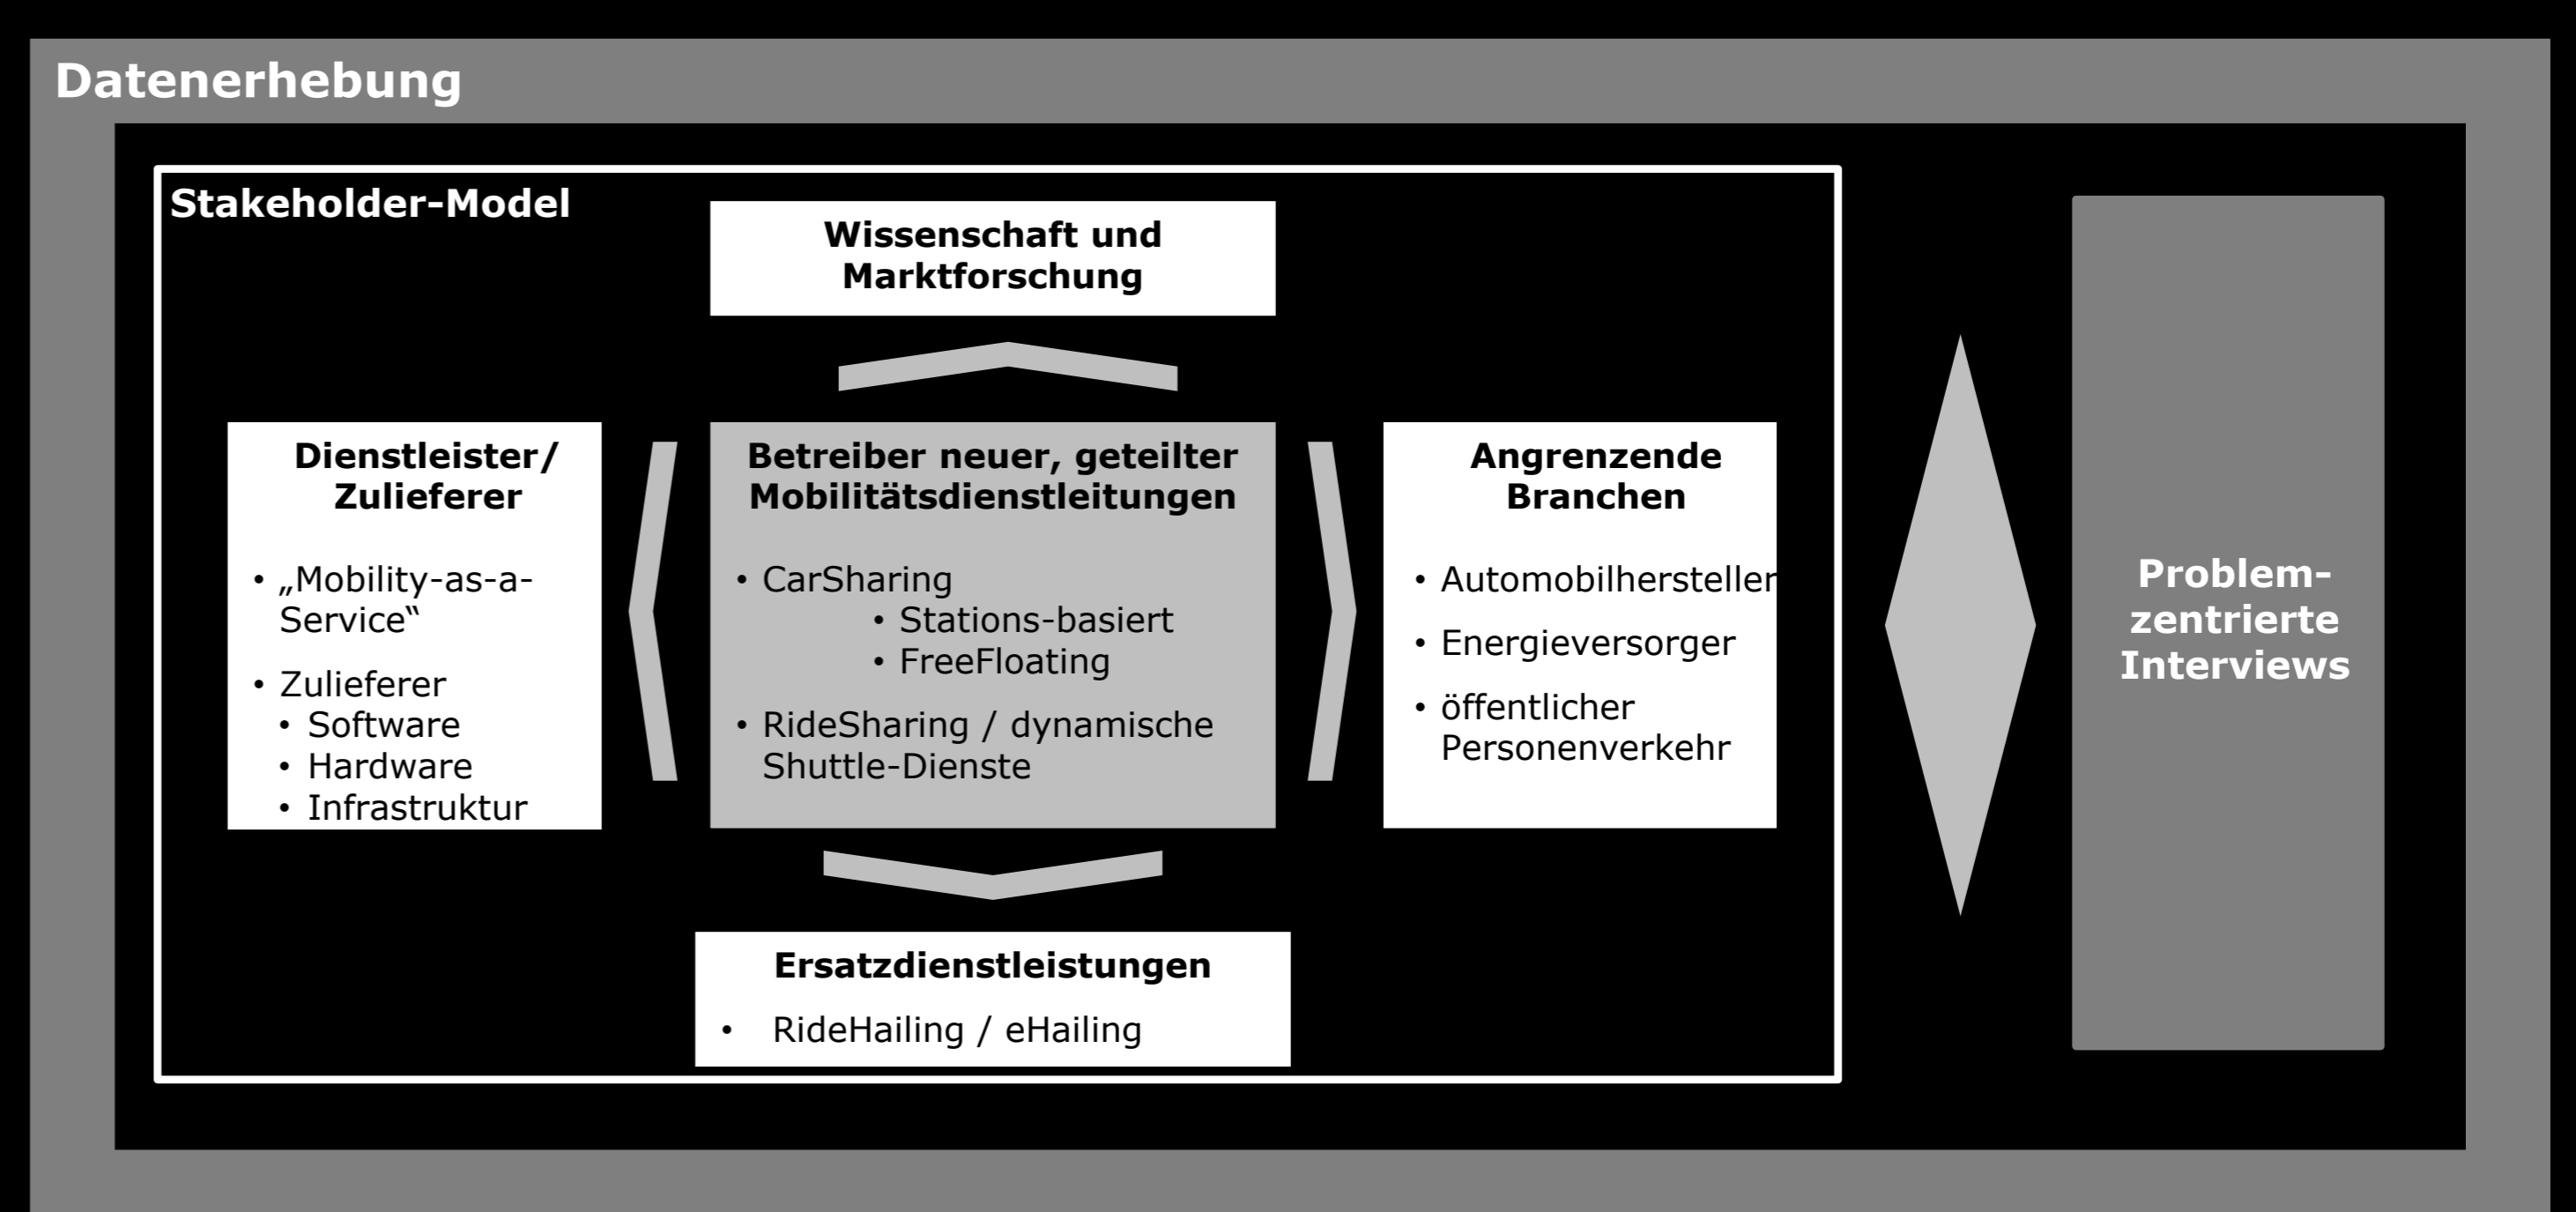 Datenerhebung
Stakeholder-Model
Wissenschaft und
Marktforschung
Dienstleister/
Zulieferer
• „Mobility-as-a-
Service“
• Zulieferer
• Software
• Hardware
• Infrastruktur
Betreiber neuer, geteilter
Mobilitätsdienstleitungen
• CarSharing
• Stations-basiert
• FreeFloating
• RideSharing / dynamische
Shuttle-Dienste
Angrenzende
Branchen
• Automobilhersteller
• Energieversorger
• öffentlicher
Personenverkehr
Ersatzdienstleistungen
• RideHailing / eHailing
Problem-
zentrierte
Interviews